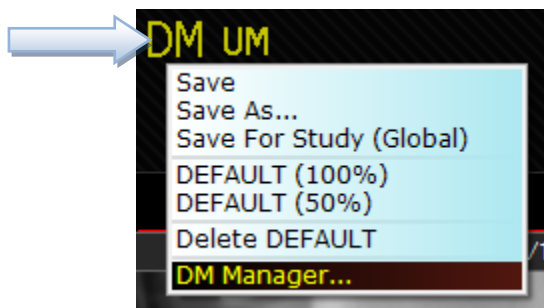 DM UM
Save
Save As...
Save For Study (Global)
DEFAULT (100%)
DEFAULT (50%)
Delete DEFAULT
DM Manager...